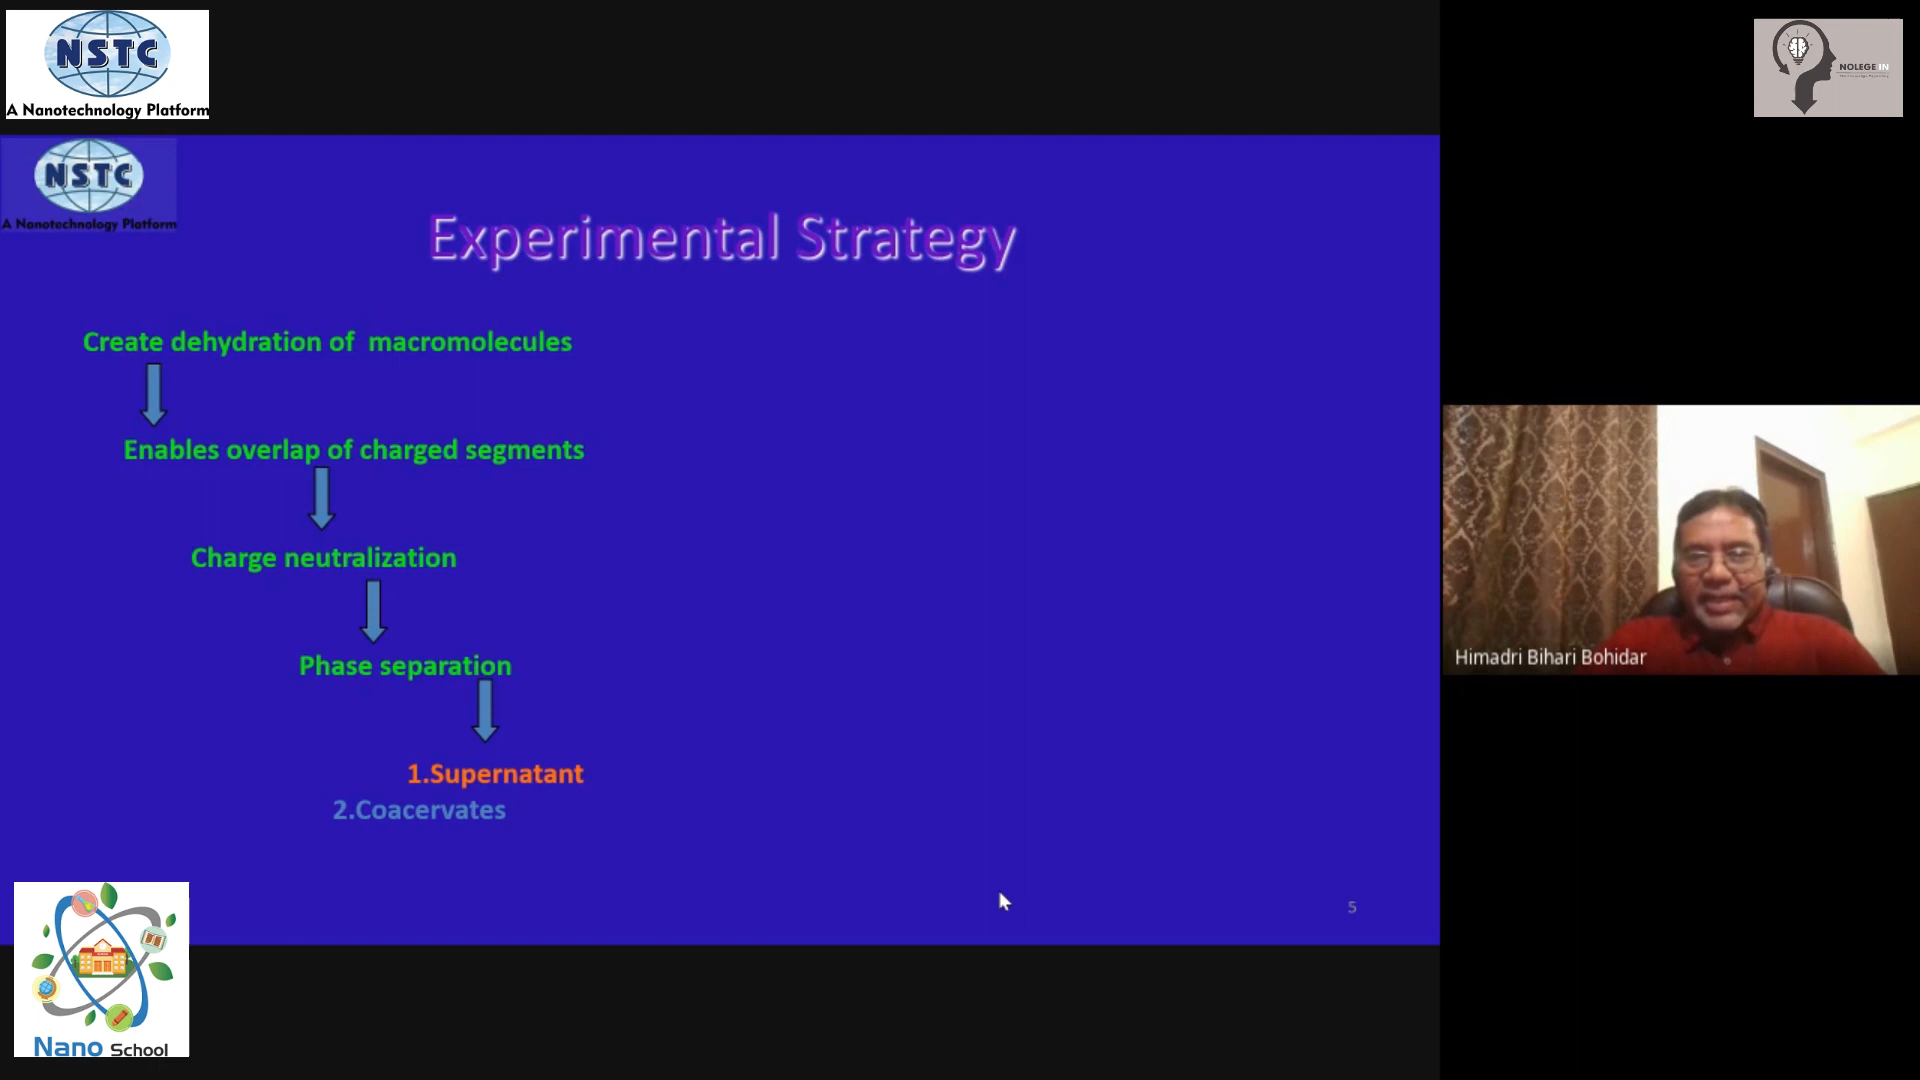 NSTC
A Nanotechnology Platform
NOLEGE IN
NSTC
A Nanotechnology Platform
Experimental Strategy
Create dehydration of macromolecules
Enables overlap of charged segments
Charge neutralization
Phase separation
1.Supernatant
2.Coacervates
Himadri Bihari Bohidar
5
Nano School